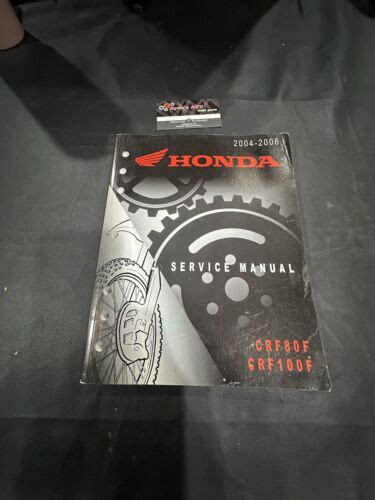 2004-2006
HONDA
SERVICE MANUAL
CRF80F
CRF100F